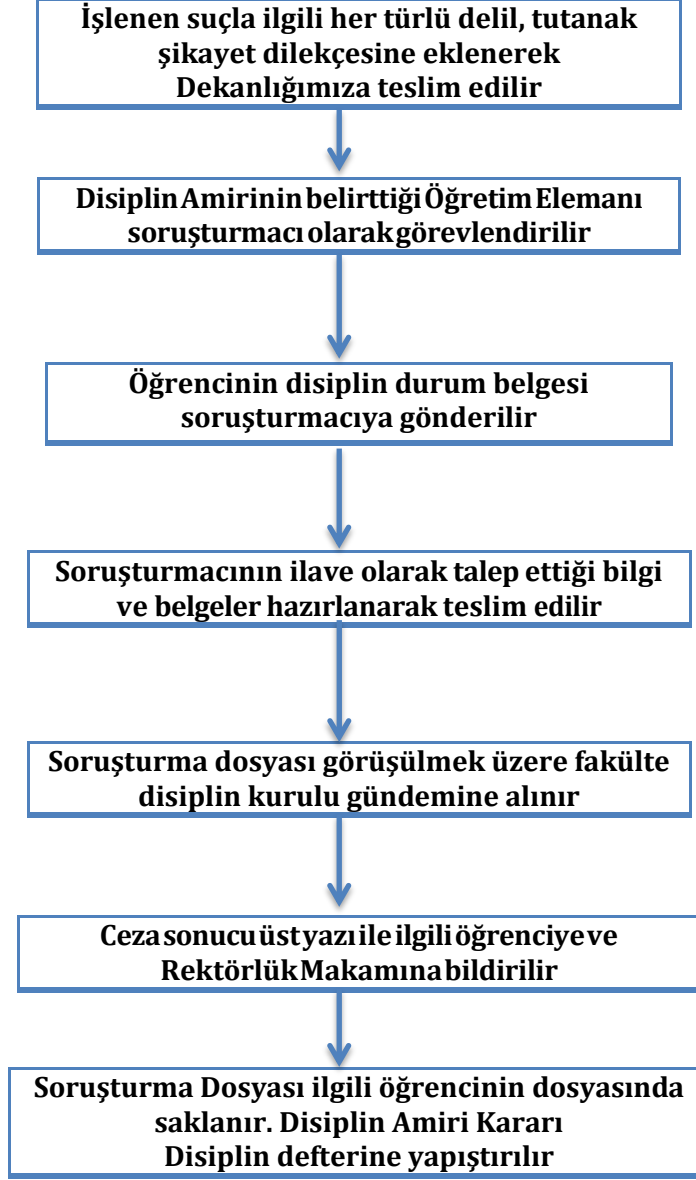 İşlenen suçla ilgili her türlü delil, tutanak
şikayet dilekçesine eklenerek
Dekanlığımıza teslim edilir
Disiplin Amirinin belirttiği Öğretim Elemanı
soruşturmacı olarak görevlendirilir
Öğrencinin disiplin durum belgesi
soruşturmacıya gönderilir
Soruşturmacının ilave olarak talep ettiği bilgi
ve belgeler hazırlanarak teslim edilir
Soruşturma dosyası görüşülmek üzere fakülte
disiplin kurulu gündemine alınır
Ceza sonucu üst yazı ile ilgili öğrenciye ve
Rektörlük Makamına bildirilir
Soruşturma Dosyası ilgili öğrencinin dosyasında
saklanır. Disiplin Amiri Kararı
Disiplin defterine yapıştırılır